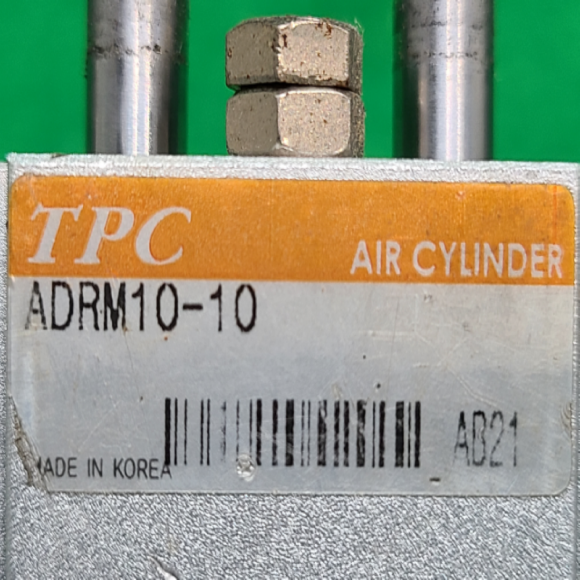 TPC
AIR CYLINDER
ADRM10-10
AB21
MADE IN KOREA